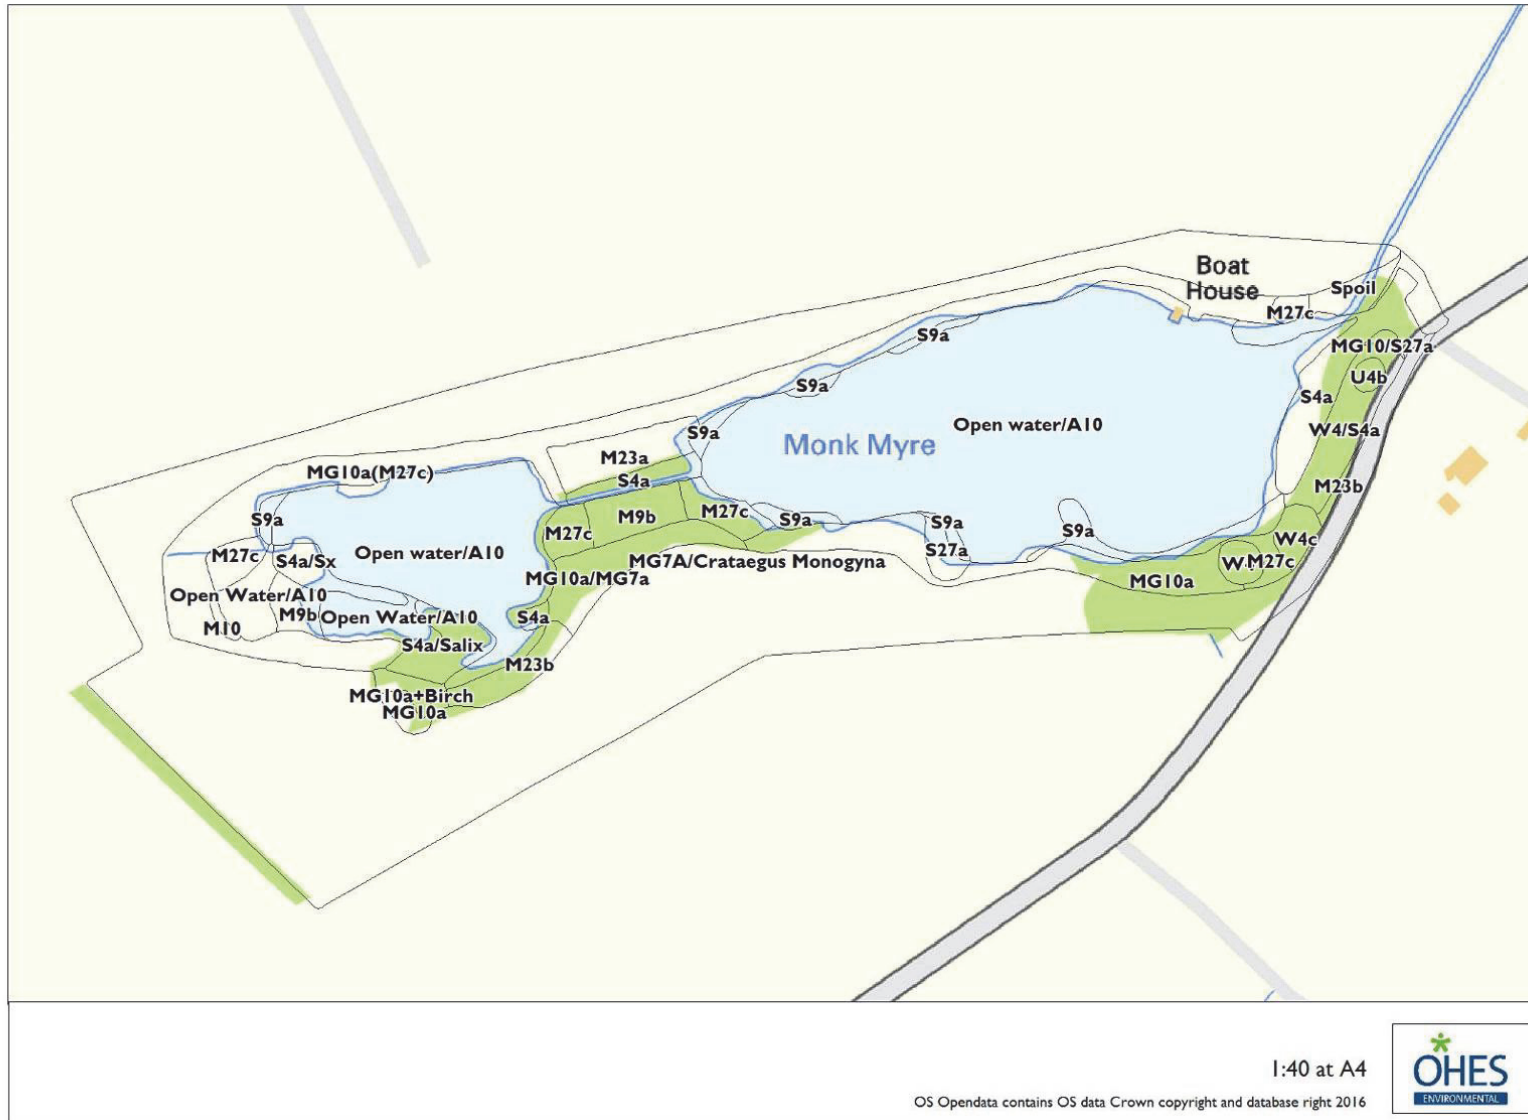 Boat
House
Spoil
M27c
S9a
MG10/S27a
U4b
S9a
S4a
Open water/A10
W4/S4a
S9a
Monk Myre
M23a
MG10a(M27c)
S4a
M23b
M27c
M9b
S9a
S9a
S9a
S9a
M27c
W4c
S27a
M27c
Open water/A10
S4a/Sx
MG7A/Crataegus Monogyna
M27c
MG10a/MG7a
MG10a
Open Water/A10
M9b
Open Water/A10
S4a
M10
S4a/Salix
M23b
MG10a+Birch
MG10a
1:40 at A4
OS Opendata contains OS data Crown copyright and database right 2016
OHES
ENVIRONMENTAL